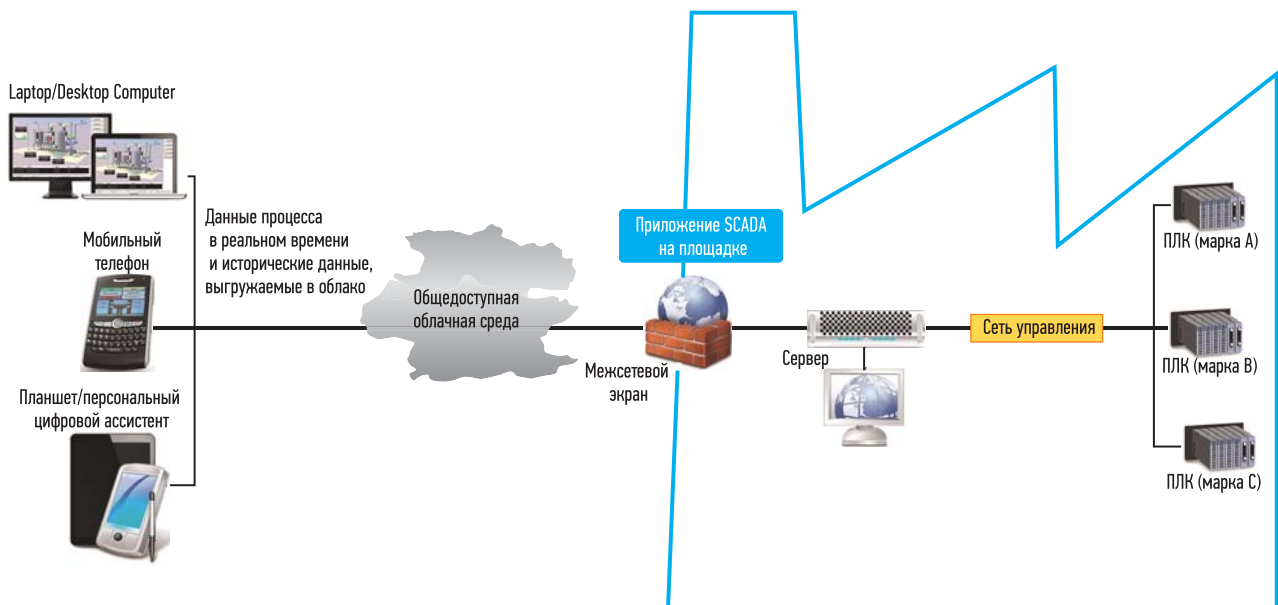 Laptop/Desktop Computer
Мобильный
телефон
Планшет/персональный
цифровой ассистент
Данные процесса
в реальном времени
и исторические данные,
выгружаемые в облако
Общедоступная
облачная среда
Приложение SCADA
на площадке
Межсетевой
экран
Сервер
Сеть управления
ПЛК (марка A)
ПЛК (марка B)
ПЛК (марка C)